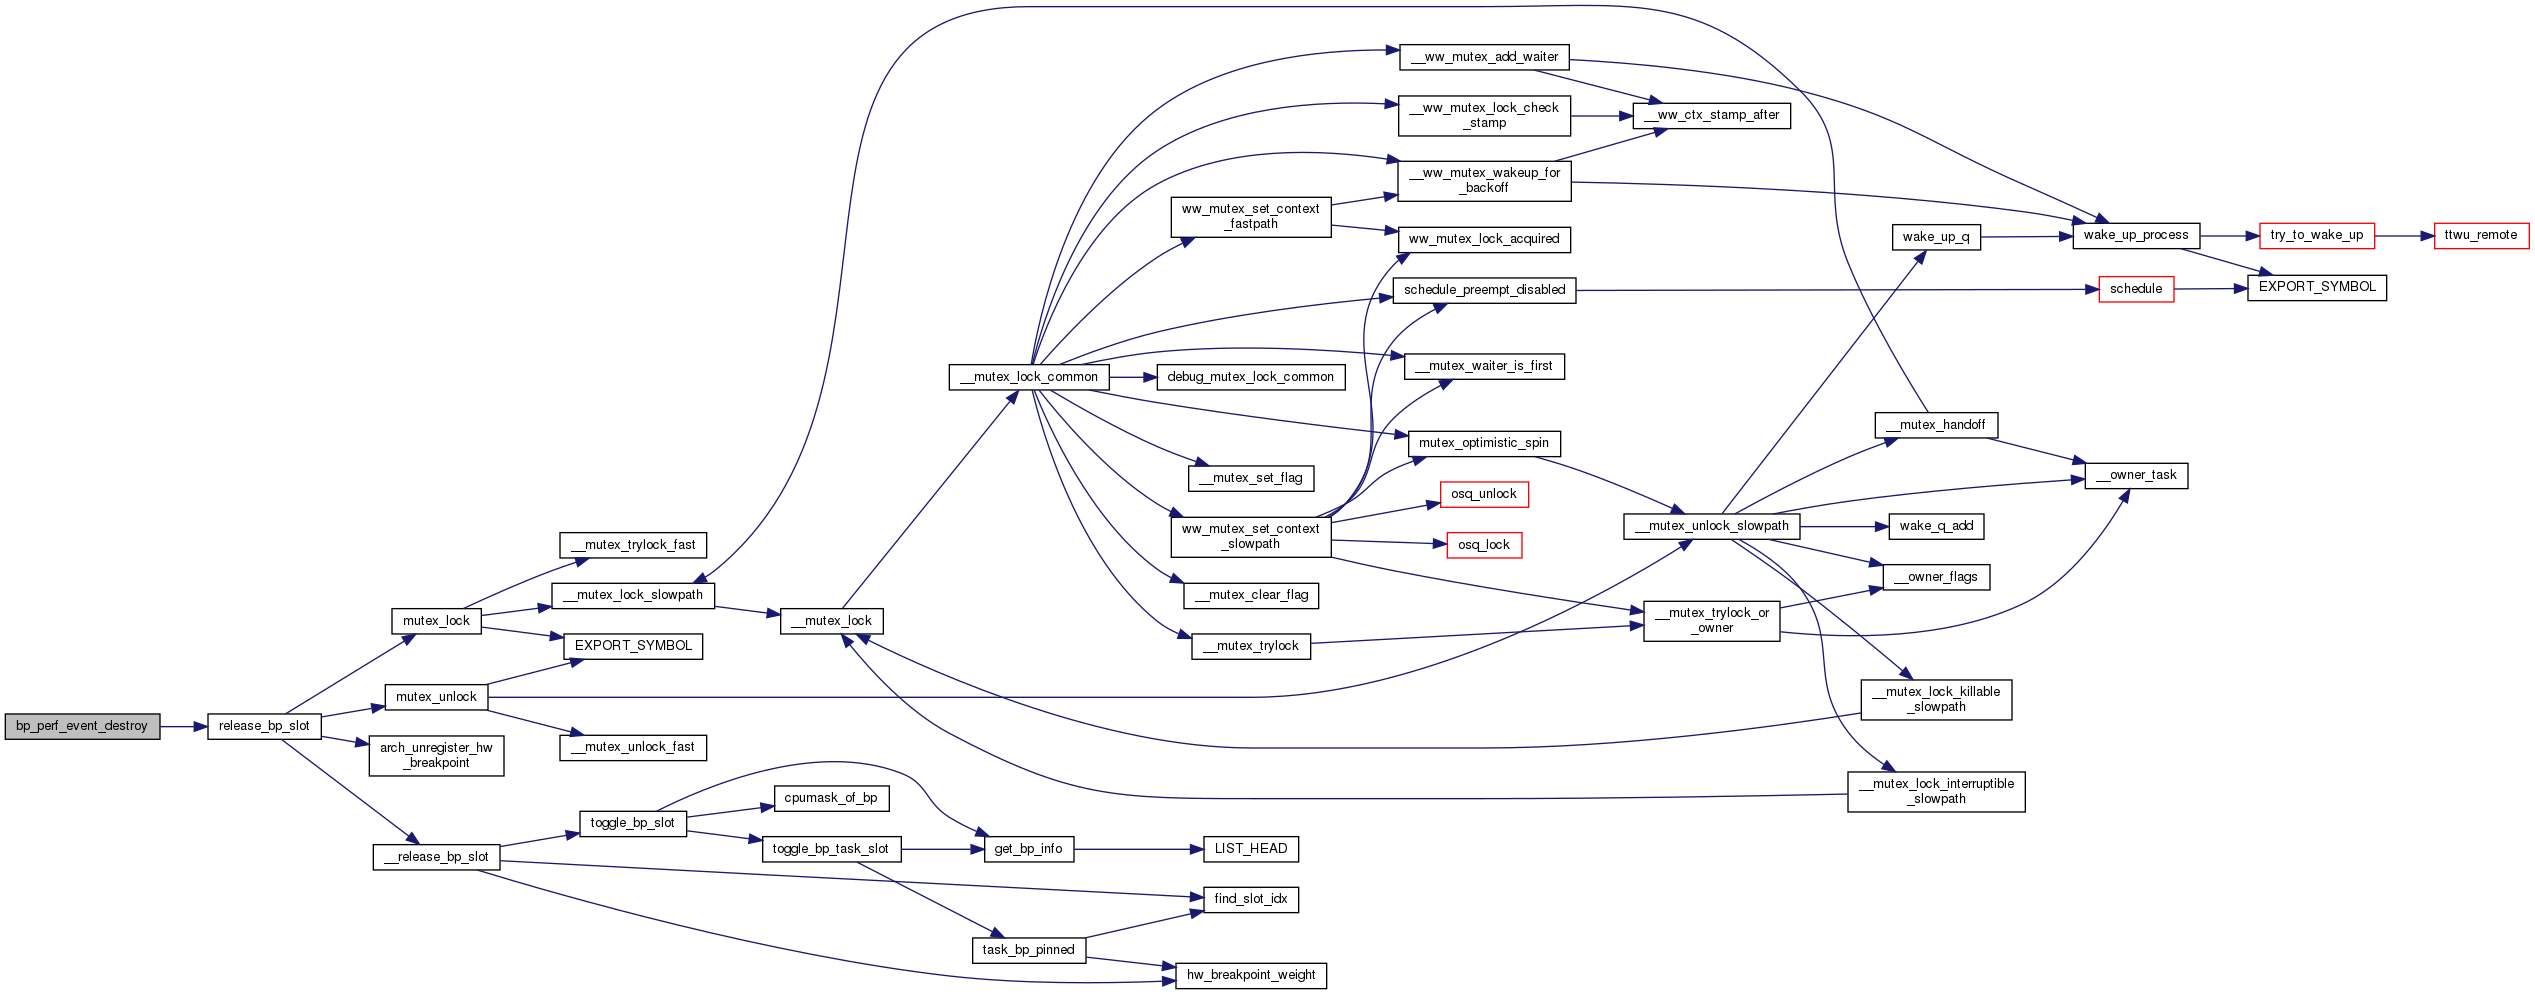 bp_perf_event_destroy
release_bp_slot
mutex_lock
mutex_unlock
arch_unregister_hw
_breakpoint
__release_bp_slot
__mutex_trylock_fast
__mutex_lock_slowpath
EXPORT_SYMBOL
__mutex_unlock_fast
toggle_bp_slot
cpumask_of_bp
toggle_bp_task_slot
__mutex_lock
__mutex_lock_common
get_bp_info
task_bp_pinned
ww_mutex_set_context
_fastpath
debug_mutex_lock_common
__mutex_set_flag
ww_mutex_set_context
_slowpath
__mutex_clear_flag
__mutex_trylock
LIST_HEAD
find_slot_idx
hw_breakpoint_weight
__ww_mutex_add_waiter
__ww_mutex_lock_check
_stamp
__ww_mutex_wakeup_for
_backoff
ww_mutex_lock_acquired
schedule_preempt_disabled
__mutex_waiter_is_first
mutex_optimistic_spin
osq_unlock
osq_lock
__ww_ctx_stamp_after
__mutex_unlock_slowpath
__mutex_trylock_or
_owner
wake_up_q
__mutex_handoff
wake_q_add
__owner_flags
__mutex_lock_killable
_slowpath
__mutex_lock_interruptible
_slowpath
wake_up_process
schedule
__owner_task
try_to_wake_up
EXPORT_SYMBOL
ttwu_remote